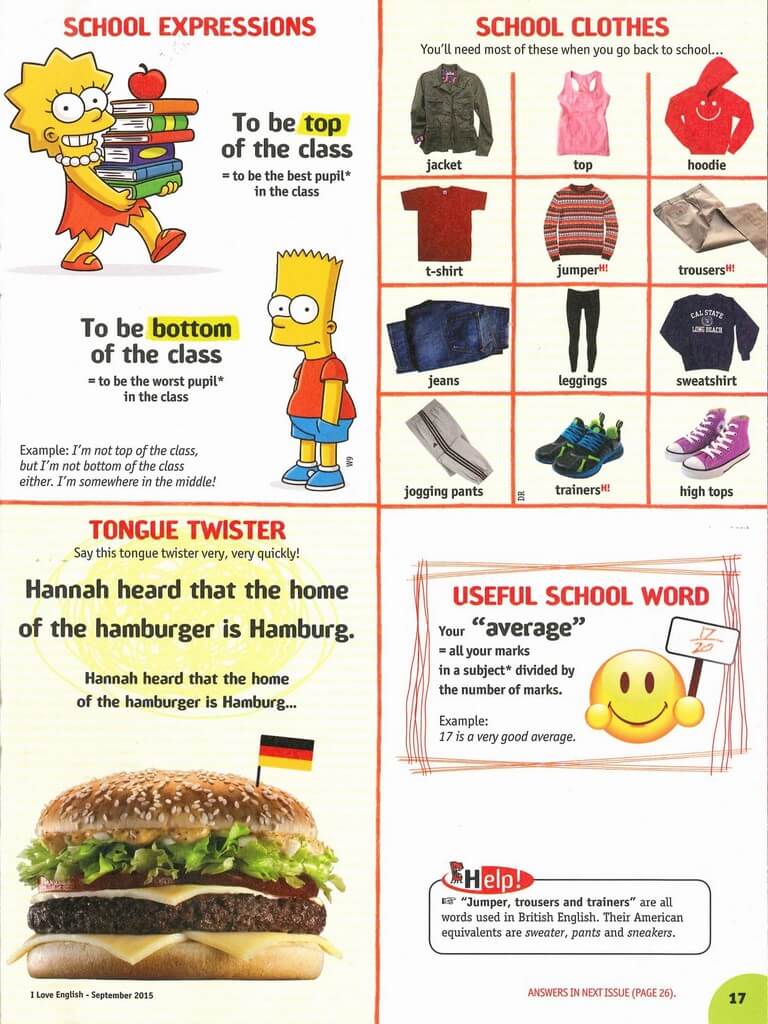 SCHOOL EXPRESSIONS
To be top
of the class
= to be the best pupil*
in the class
To be bottom
of the class
= to be the worst pupil*
in the class
Example: I'm not top of the class,
but I'm not bottom of the class
either. I'm somewhere in the middle!
W9
SCHOOL CLOTHES
You'll need most of these when you go back to school...
jacket
top
hoodie
t-shirt
jumperH!
trousersH!
CAL STATE
LONG BEACH
jeans
leggings
sweatshirt
jogging pants
DR
trainersH!
high tops
TONGUE TWISTER
Say this tongue twister very, very quickly!
Hannah heard that the home
of the hamburger is Hamburg.
Hannah heard that the home
of the hamburger is Hamburg...
I Love English - September 2015
USEFUL SCHOOL WORD
Your "average"
= all your marks
in a subject* divided by
the number of marks.
Example:
17 is a very good average.
17
20
Help!
☞ "Jumper, trousers and trainers" are all
words used in British English. Their American
equivalents are sweater, pants and sneakers.
ANSWERS IN NEXT ISSUE (PAGE 26).
17